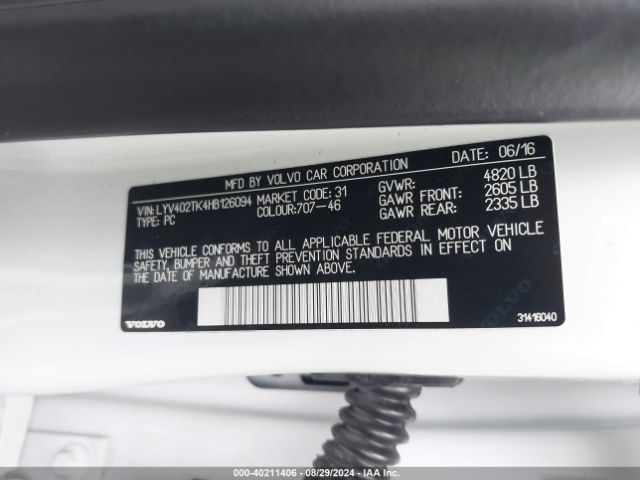 MFD BY VOLVO CAR CORPORATION DATE: 06/16
VIN: LYV402TK4HB126094 MARKET CODE: 31 GVWR: 4820 LB
TYPE: PC COLOUR:707-46 GAWR FRONT: 2605 LB
GAWR REAR: 2335 LB
THIS VEHICLE CONFORMS TO ALL APPLICABLE FEDERAL MOTOR VEHICLE
SAFETY, BUMPER AND THEFT PREVENTION STANDARDS IN EFFECT ON
THE DATE OF MANUFACTURE SHOWN ABOVE.
VOLVO 31416040
000-40211406 - 08/29/2024 - IAA Inc.